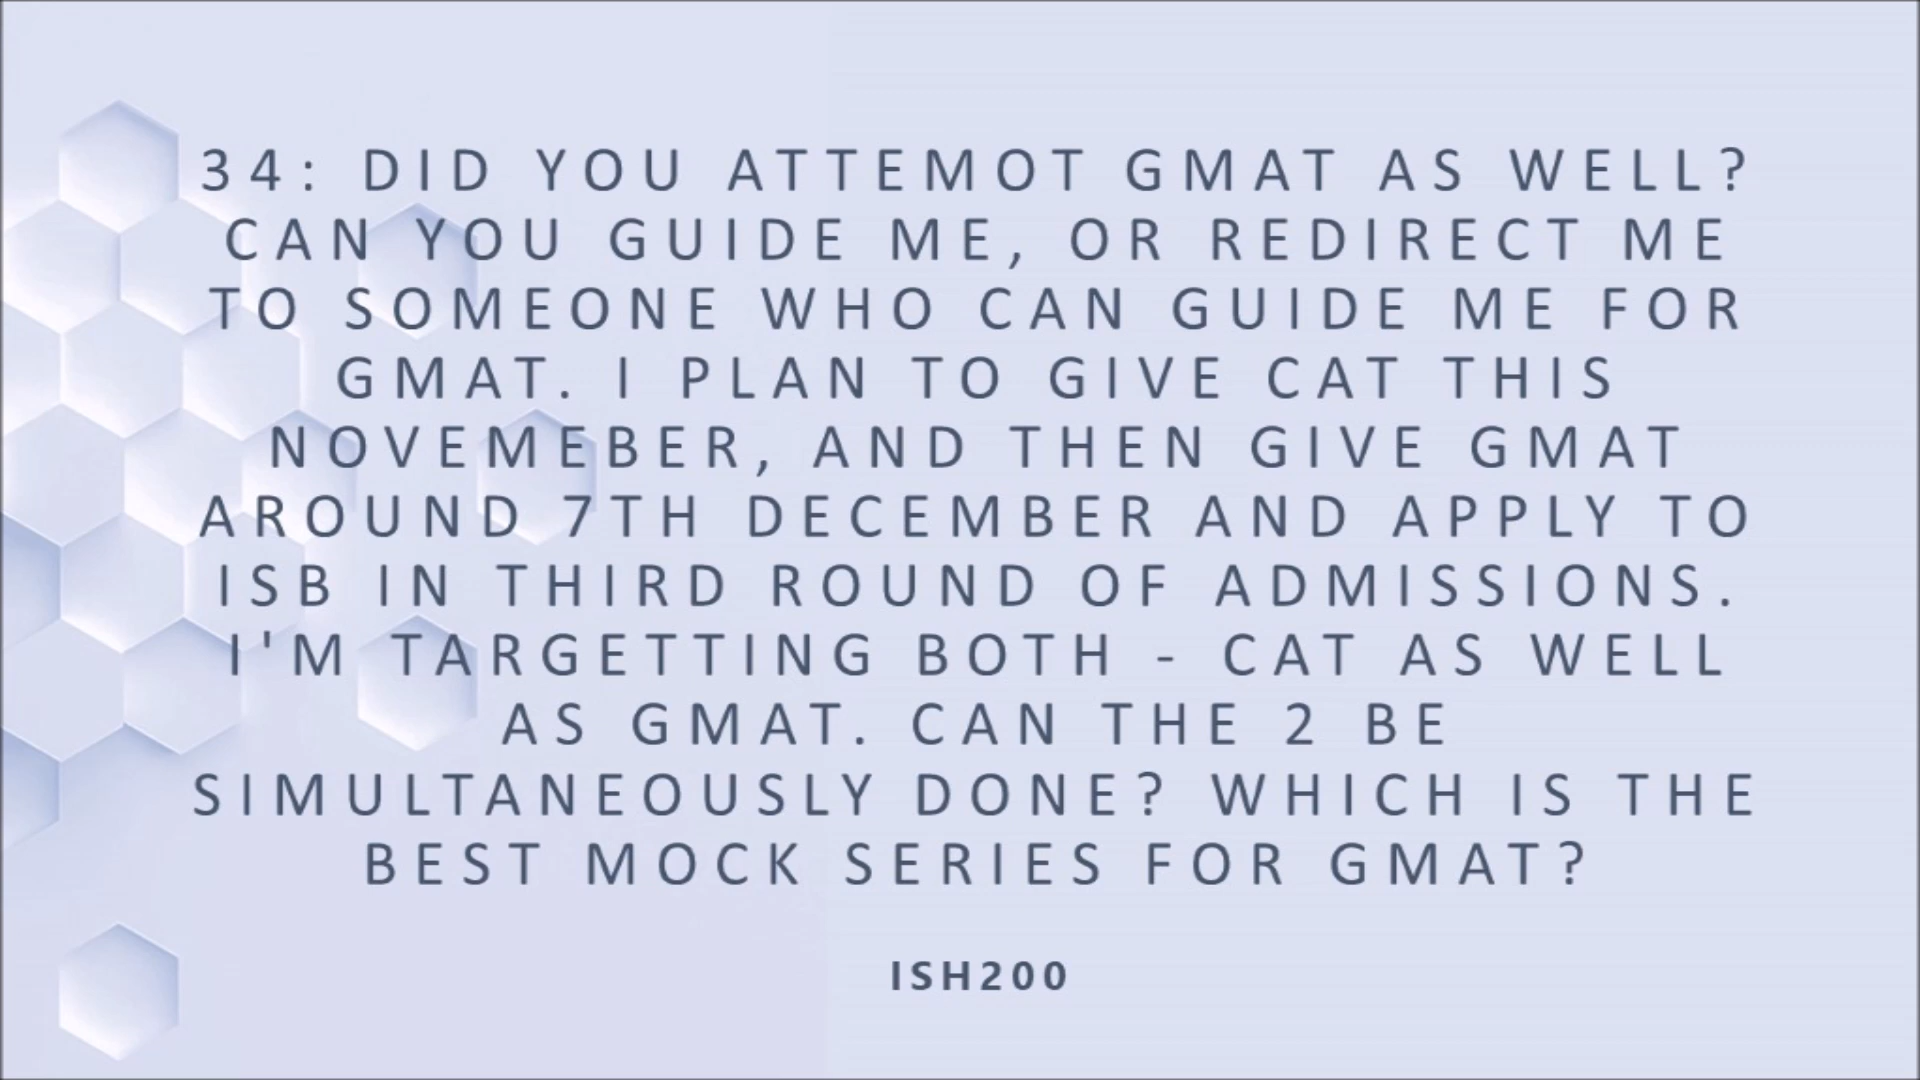 34: DID YOU ATTEMOT GMAT AS WELL?
CAN YOU GUIDE ME, OR REDIRECT ME
TO SOMEONE WHO CAN GUIDE ME FOR
GMAT. I PLAN TO GIVE CAT THIS
NOVEMEBER, AND THEN GIVE GMAT
AROUND 7TH DECEMBER AND APPLY TO
ISB IN THIRD ROUND OF ADMISSIONS.
I'M TARGETTING BOTH - CAT AS WELL
AS GMAT. CAN THE 2 BE
SIMULTANEOUSLY DONE? WHICH IS THE
BEST MOCK SERIES FOR GMAT?
ISH200